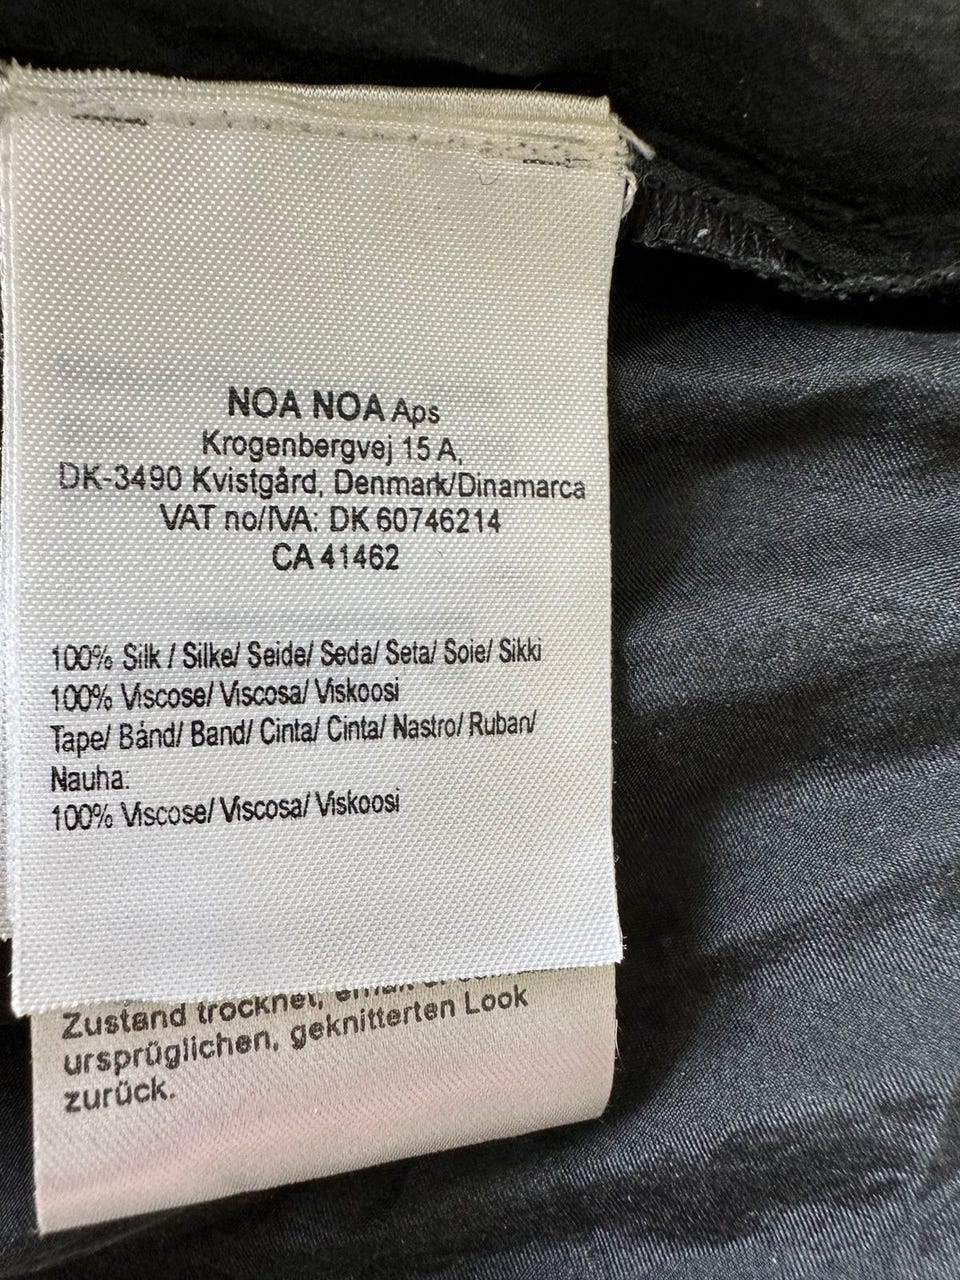 NOA NOA Aps
Krogenbergvej 15 A,
DK-3490 Kvistgård, Denmark/Dinamarca
VAT no/IVA: DK 60746214
CA 41462
100% Silk / Silke/ Seide/ Seda/ Seta/ Soie/ Sikki
100% Viscose/ Viscosa/ Viskoosi
Tape/ Bånd/ Band/ Cinta/ Cinta/ Nastro/ Ruban/
Nauha:
100% Viscose/ Viscosa/ Viskoosi
Zustand trocknet,
ursprüglichen, geknitterten Look
zurück.